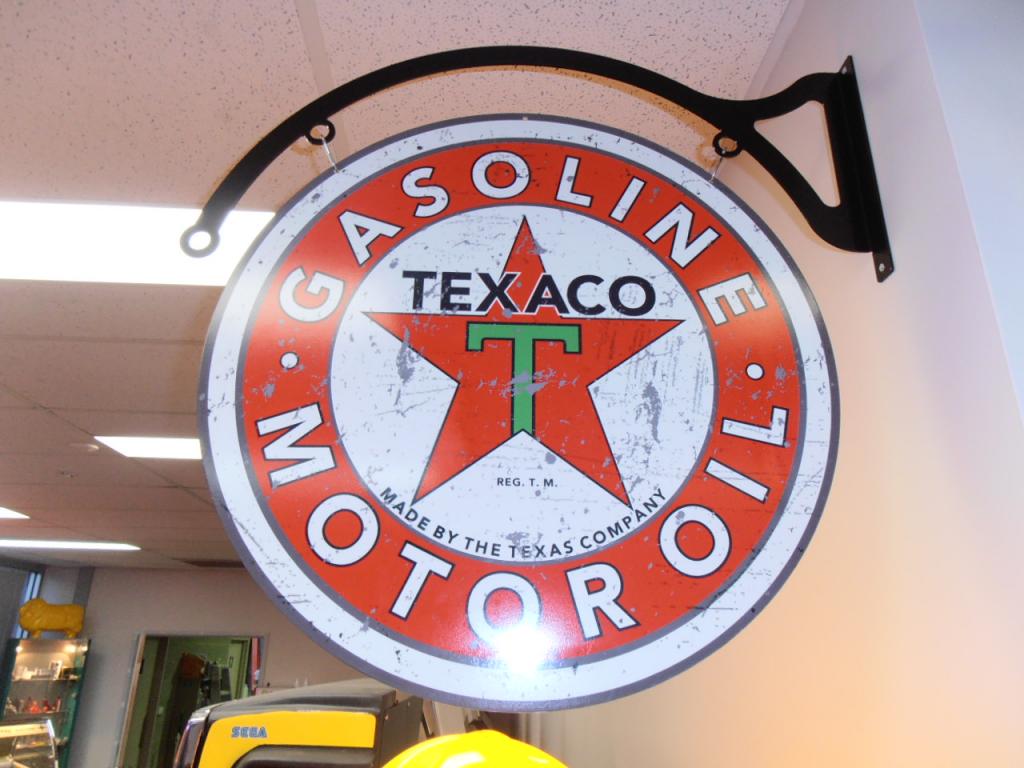 GASOLINE
TEXACO
T
REG. T. M.
MADE BY THE TEXAS COMPANY
MOTOR OIL
SEGA